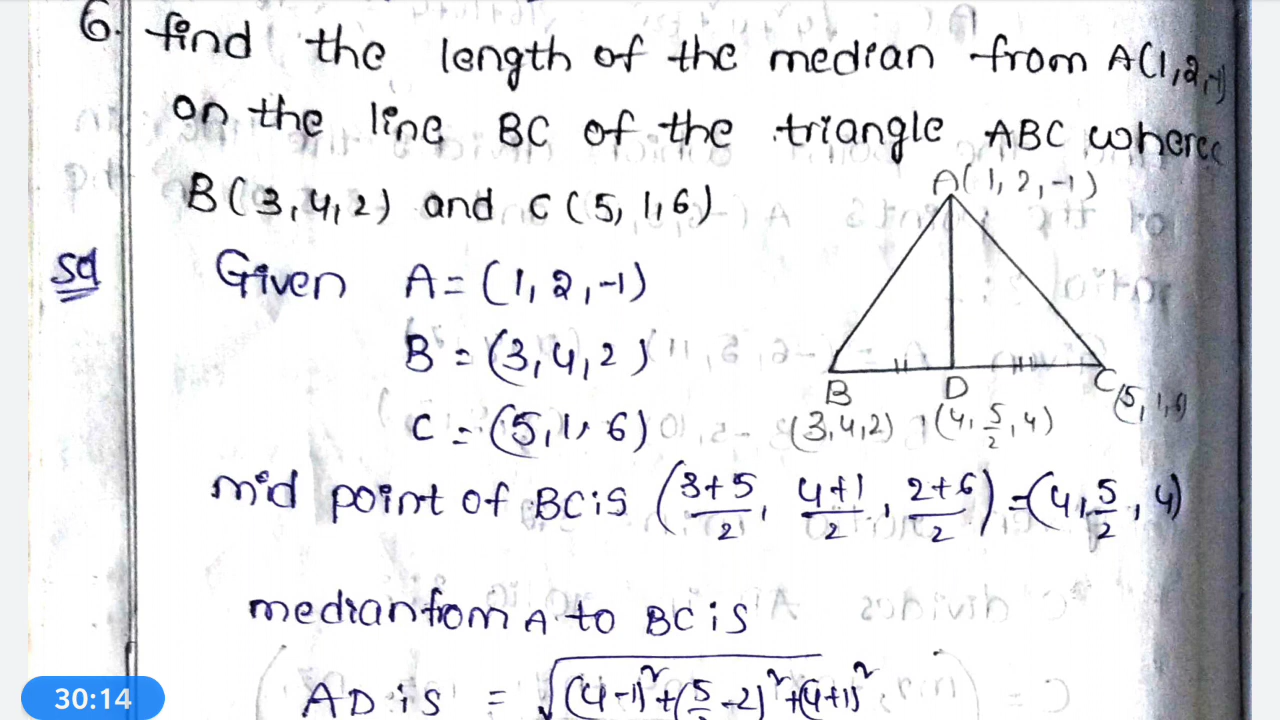 6. find the length of the median from A(1,2,-1)
on the line BC of the triangle ABC where
B(3,4,2) and C(5,1,6)
A(1,2,-1)
Sol
Given A=(1,2,-1)
B=(3,4,2)
C=(5,1,6)
B D C(5,1,6)
(3,4,2) (4,5/2,4)
mid point of BC is (3+5/2, 4+1/2, 2+6/2)=(4,5/2,4)
median from A to BC is
AD is = √(4-1)²+(5/2-2)²+(4+1)²
30:14